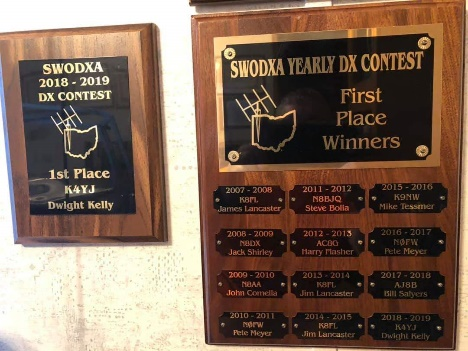 SWODXA
2018 - 2019
DX CONTEST
1st Place
K4YJ
Dwight Kelly
SWODXA YEARLY DX CONTEST
First
Place
Winners
2007 - 2008
K8FL
James Lancaster
2008 - 2009
N8DX
Jack Shirley
2009 - 2010
N8AA
John Comella
2010 - 2011
NØFW
Pete Meyer
2011 - 2012
N8BJQ
Steve Bolia
2012 - 2013
AC8G
Harry Flasher
2013 - 2014
K8FL
Jim Lancaster
2014 - 2015
K8FL
Jim Lancaster
2015 - 2016
K9NW
Mike Tessmer
2016 - 2017
NØFW
Pete Meyer
2017 - 2018
AJ8B
Bill Salyers
2018 - 2019
K4YJ
Dwight Kelly